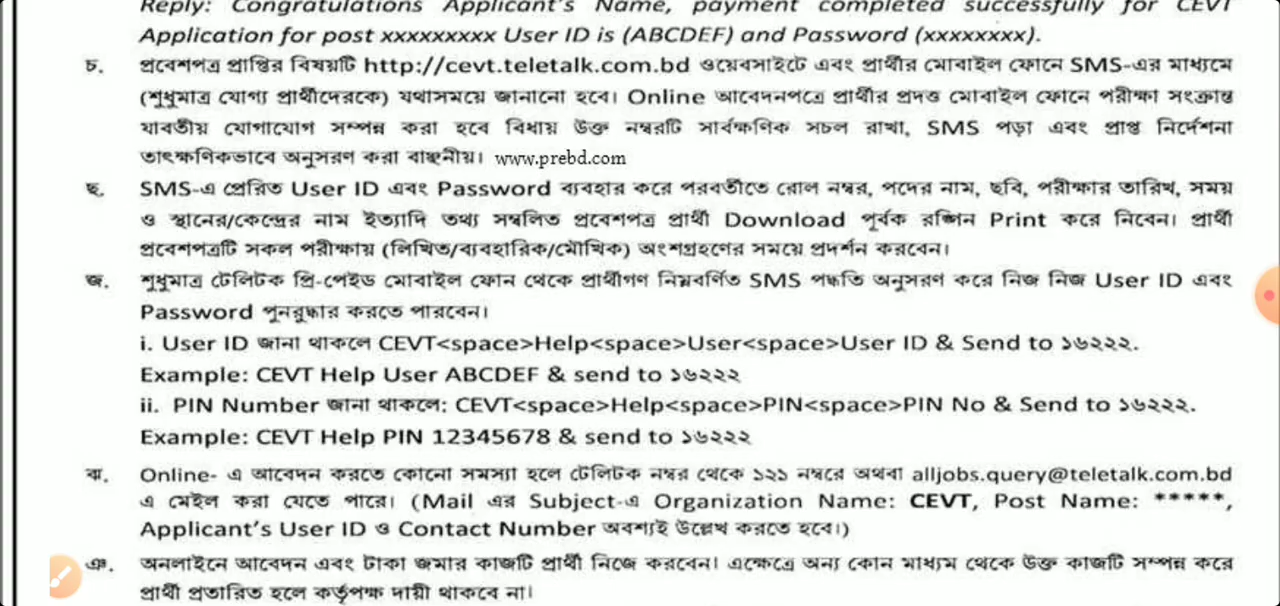 Reply: Congratulations Applicant's Name, payment completed successfully for CEVT
Application for post xxxxxxxxx User ID is (ABCDEF) and Password (xxxxxxxx).
চ. প্রবেশপত্র প্রাপ্তির বিষয়টি http://cevt.teletalk.com.bd ওয়েবসাইটে এবং প্রার্থীর মোবাইল ফোনে SMS-এর মাধ্যমে
(শুধুমাত্র যোগ্য প্রার্থীদেরকে) যথাসময়ে জানানো হবে। Online আবেদনপত্রে প্রার্থীর প্রদত্ত মোবাইল ফোনে পরীক্ষা সংক্রান্ত
যাবতীয় যোগাযোগ সম্পন্ন করা হবে বিধায় উক্ত নম্বরটি সার্বক্ষণিক সচল রাখা, SMS পড়া এবং প্রাপ্ত নির্দেশনা
তাৎক্ষণিকভাবে অনুসরণ করা বাঞ্ছনীয়। www.prebd.com
ছ. SMS-এ প্রেরিত User ID এবং Password ব্যবহার করে পরবর্তীতে রোল নম্বর, পদের নাম, ছবি, পরীক্ষার তারিখ, সময়
ও স্থানের/কেন্দ্রের নাম ইত্যাদি তথ্য সম্বলিত প্রবেশপত্র প্রার্থী Download পূর্বক রঙ্গিন Print করে নিবেন। প্রার্থী
প্রবেশপত্রটি সকল পরীক্ষায় (লিখিত/ব্যবহারিক/মৌখিক) অংশগ্রহণের সময়ে প্রদর্শন করবেন।
জ. শুধুমাত্র টেলিটক প্রি-পেইড মোবাইল ফোন থেকে প্রার্থীগণ নিম্নবর্ণিত SMS পদ্ধতি অনুসরণ করে নিজ নিজ User ID এবং
Password পুনরুদ্ধার করতে পারবেন।
i. User ID জানা থাকলে CEVT<space>Help<space>User<space>User ID & Send to ১৬২২২.
Example: CEVT Help User ABCDEF & send to ১৬২২২
ii. PIN Number জানা থাকলে: CEVT<space>Help<space>PIN<space>PIN No & Send to ১৬২২২.
Example: CEVT Help PIN 12345678 & send to ১৬২২২
ঝ. Online- এ আবেদন করতে কোনো সমস্যা হলে টেলিটক নম্বর থেকে ১২১ নম্বরে অথবা alljobs.query@teletalk.com.bd
এ মেইল করা যেতে পারে। (Mail এর Subject-এ Organization Name: CEVT, Post Name: *****,
Applicant's User ID ও Contact Number অবশ্যই উল্লেখ করতে হবে।)
ঞ. অনলাইনে আবেদন এবং টাকা জমার কাজটি প্রার্থী নিজে করবেন। এক্ষেত্রে অন্য কোন মাধ্যম থেকে উক্ত কাজটি সম্পন্ন করে
প্রার্থী প্রতারিত হলে কর্তৃপক্ষ দায়ী থাকবে না।